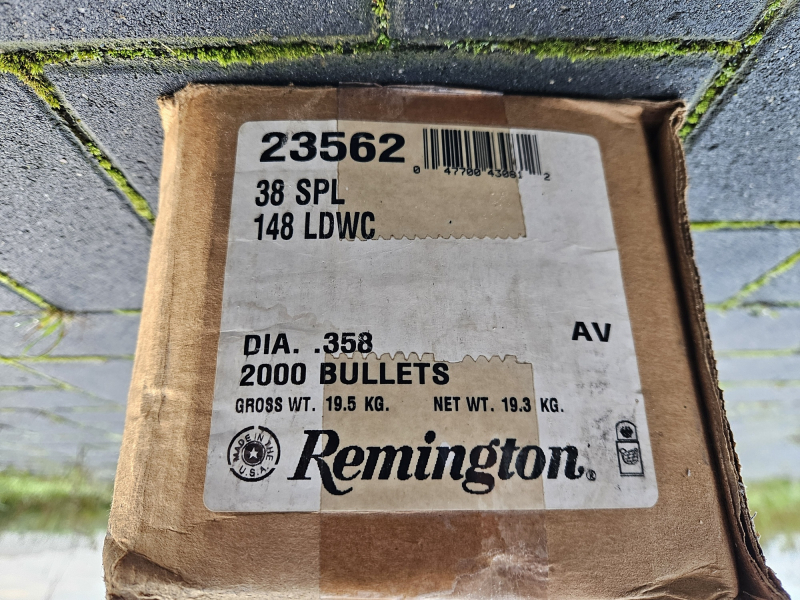 23562
0 47700 43081 2
38 SPL
148 LDWC
DIA. .358
AV
2000 BULLETS
GROSS WT. 19.5 KG. NET WT. 19.3 KG.
MADE IN THE U.S.A.
Remington®